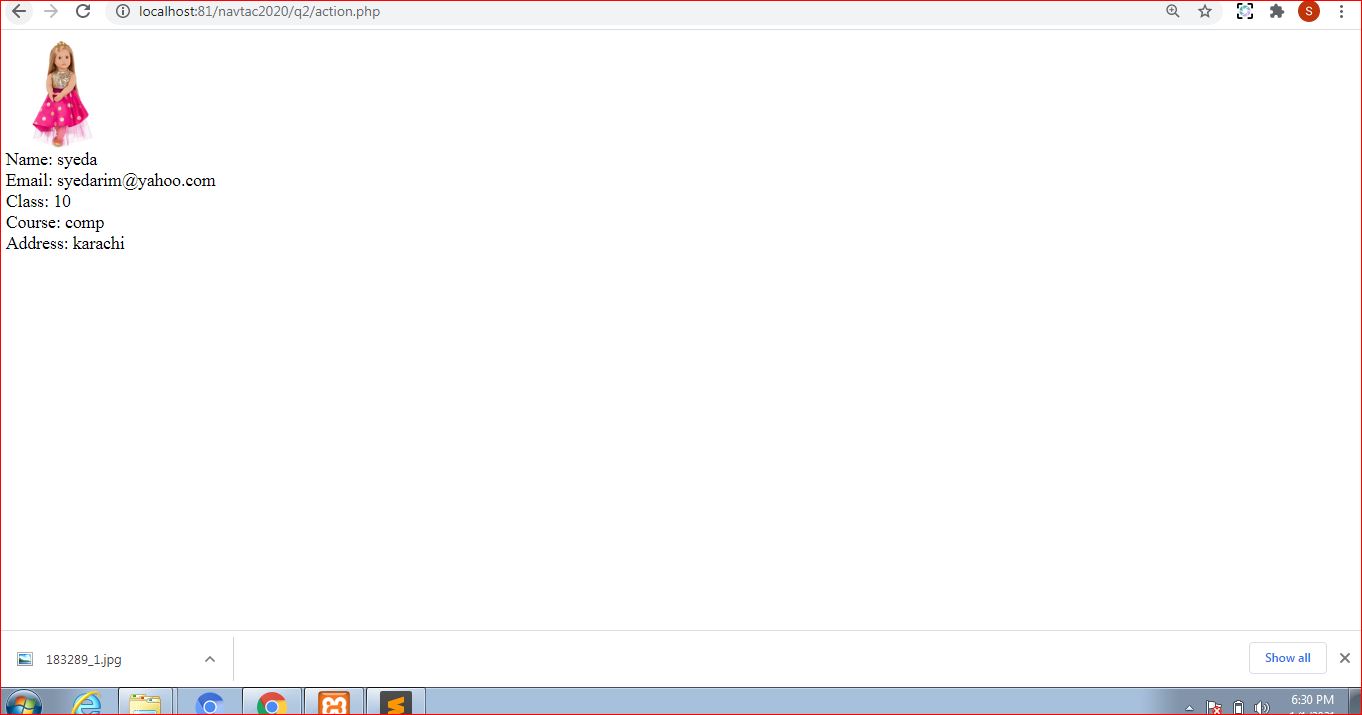 localhost:81/navtac2020/q2/action.php
S
Name: syeda
Email: syedarim@yahoo.com
Class: 10
Course: comp
Address: karachi
183289_1.jpg
Show all
6:30 PM